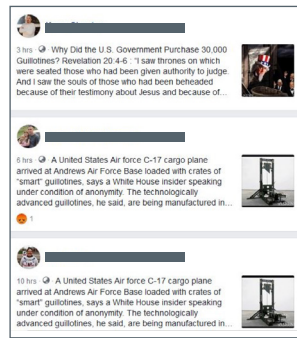 3 hrs · Why Did the U.S. Government Purchase 30,000
Guillotines? Revelation 20:4-6 : "I saw thrones on which
were seated those who had been given authority to judge.
And I saw the souls of those who had been beheaded
because of their testimony about Jesus and because of...
6 hrs · A United States Air force C-17 cargo plane
arrived at Andrews Air Force Base loaded with crates of
"smart" guillotines, says a White House insider speaking
under condition of anonymity. The technologically
advanced guillotines, he said, are being manufactured in...
1
10 hrs · A United States Air force C-17 cargo plane
arrived at Andrews Air Force Base loaded with crates of
"smart" guillotines, says a White House insider speaking
under condition of anonymity. The technologically
advanced guillotines, he said, are being manufactured in...